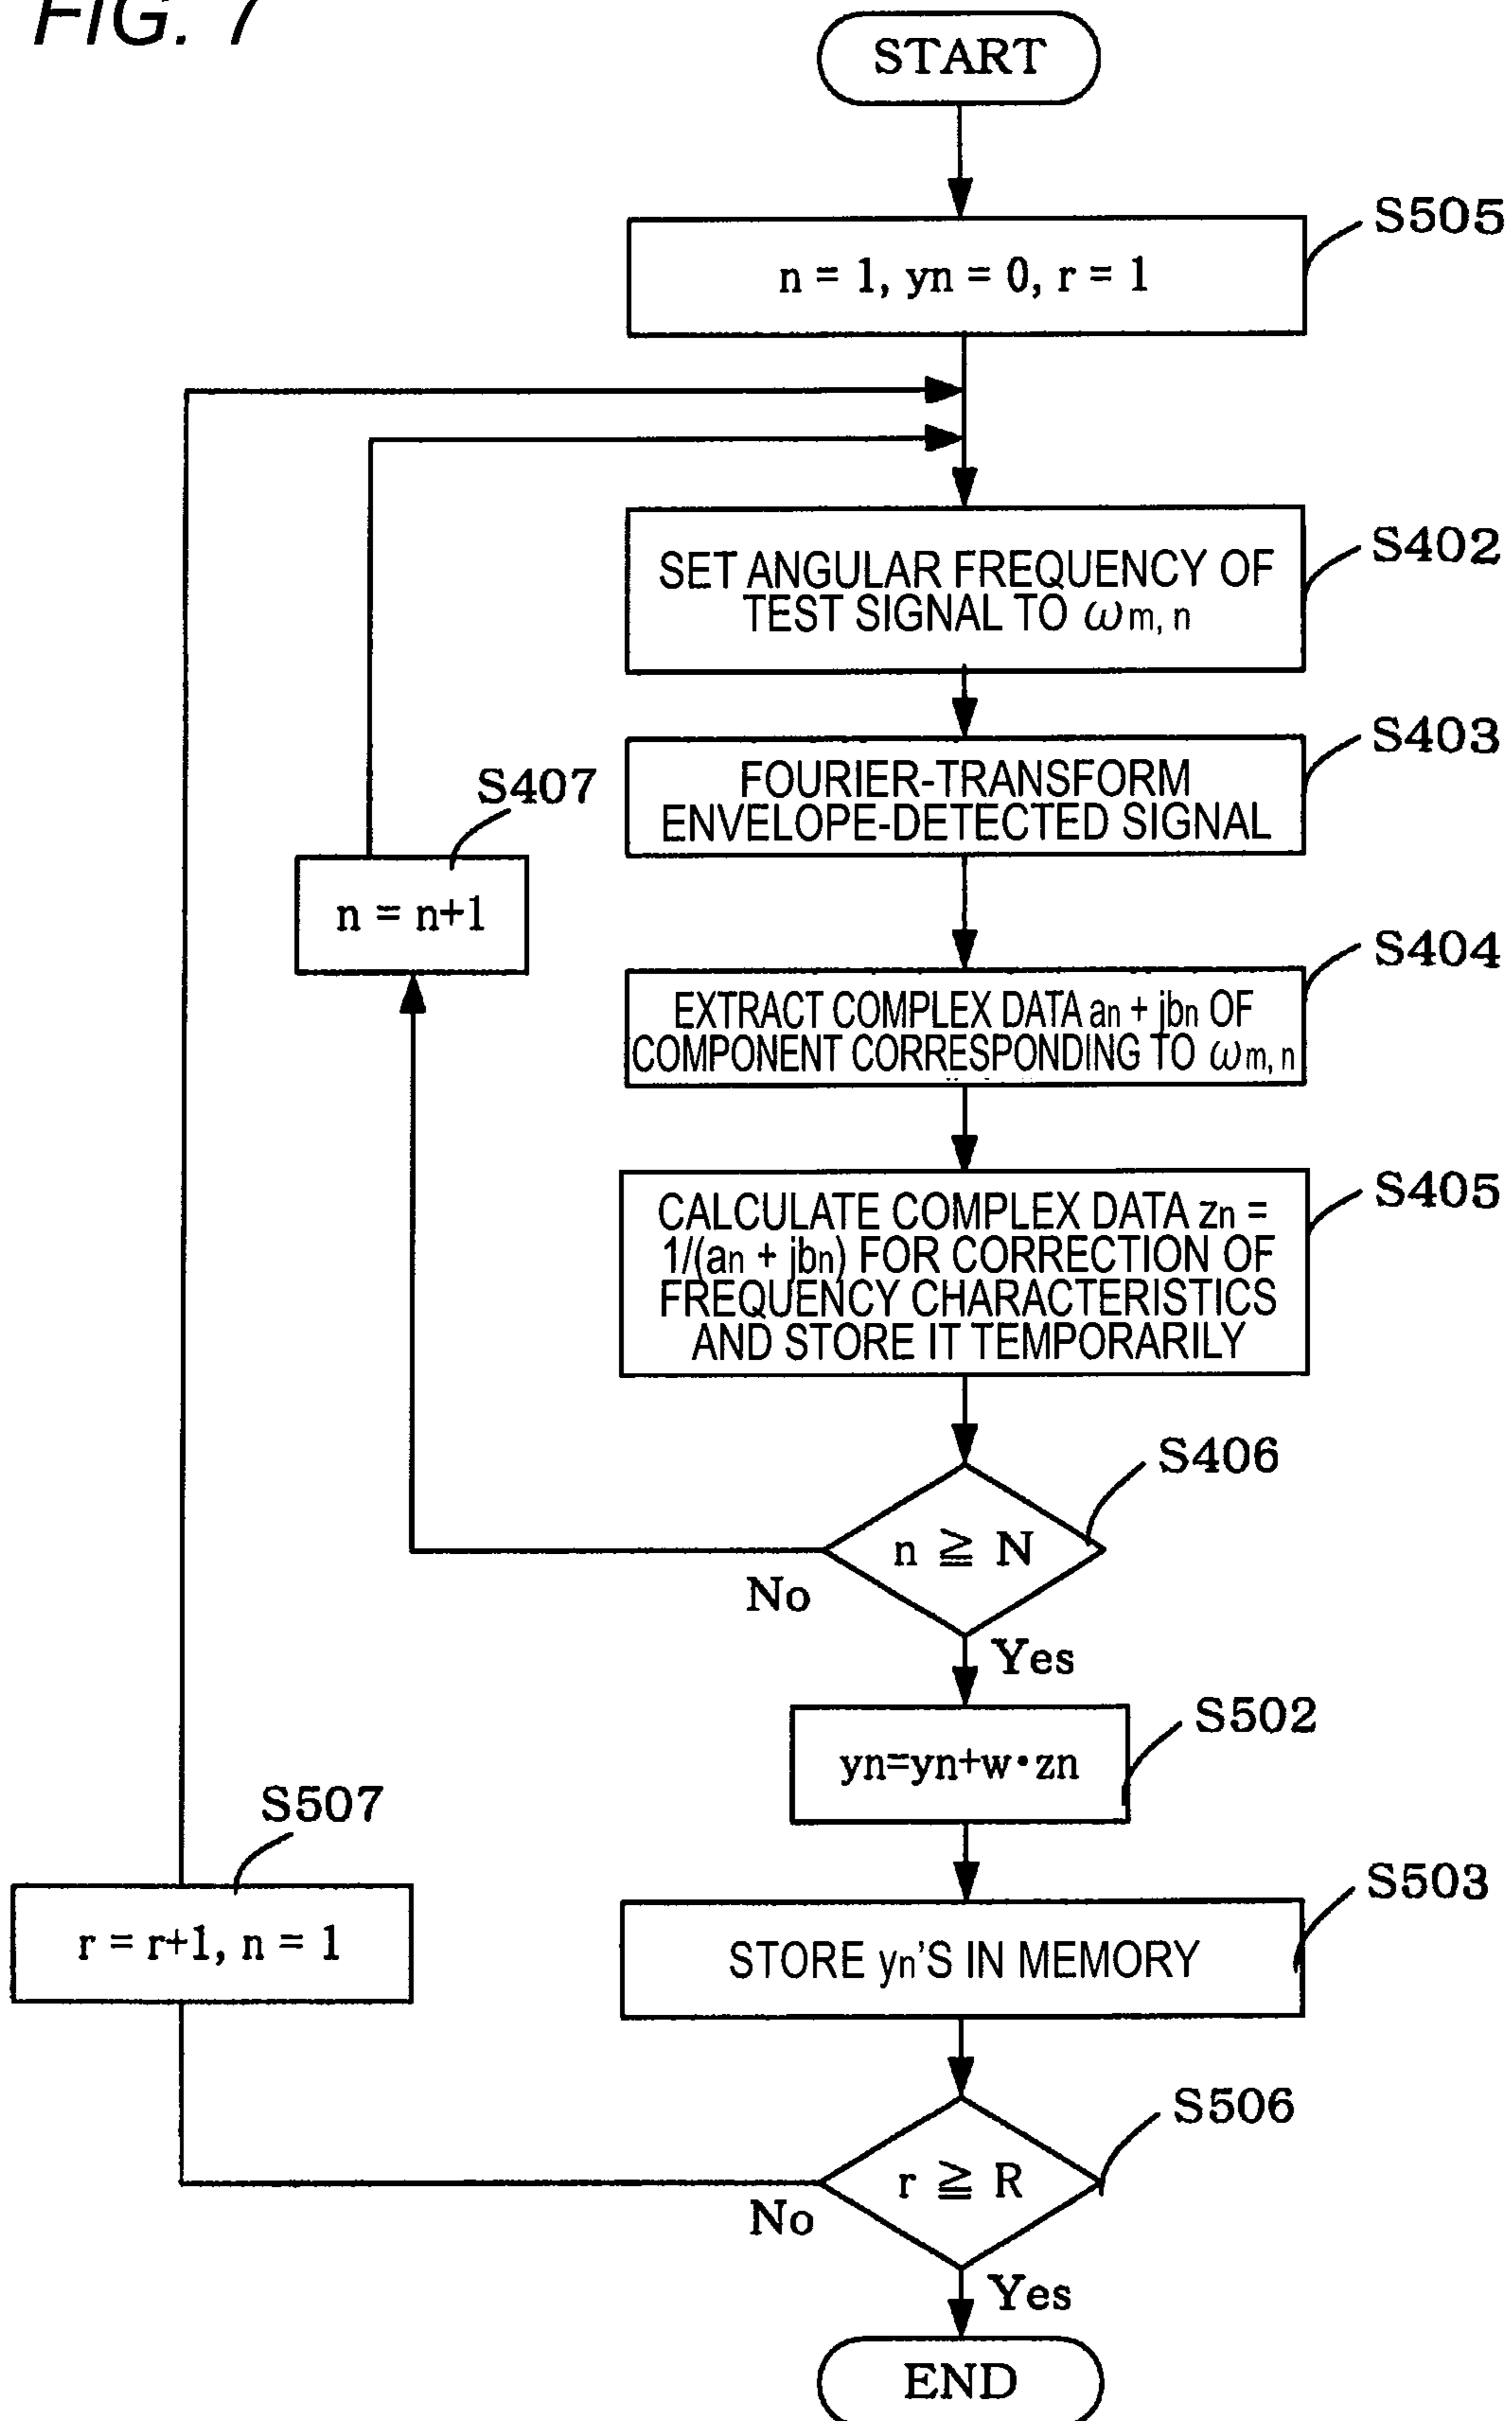 FIG. 7
START
S505
n = 1, yn = 0, r = 1
S402
SET ANGULAR FREQUENCY OF
TEST SIGNAL TO ωm, n
S403
FOURIER-TRANSFORM
ENVELOPE-DETECTED SIGNAL
S407
n = n+1
S404
EXTRACT COMPLEX DATA an + jbn OF
COMPONENT CORRESPONDING TO ωm, n
S405
CALCULATE COMPLEX DATA zn =
1/(an + jbn) FOR CORRECTION OF
FREQUENCY CHARACTERISTICS
AND STORE IT TEMPORARILY
S406
n ≧ N
No
Yes
S502
yn=yn+w·zn
S507
r = r+1, n = 1
S503
STORE yn'S IN MEMORY
S506
r ≧ R
No
Yes
END